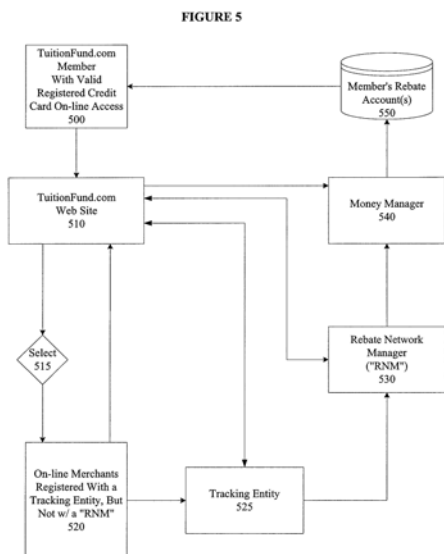 FIGURE 5
TuitionFund.com
Member
With Valid
Registered Credit
Card On-line Access
500
Member's Rebate
Account(s)
550
TuitionFund.com
Web Site
510
Money Manager
540
Select
515
Rebate Network
Manager
("RNM")
530
On-line Merchants
Registered With a
Tracking Entity, But
Not w/ a "RNM"
520
Tracking Entity
525